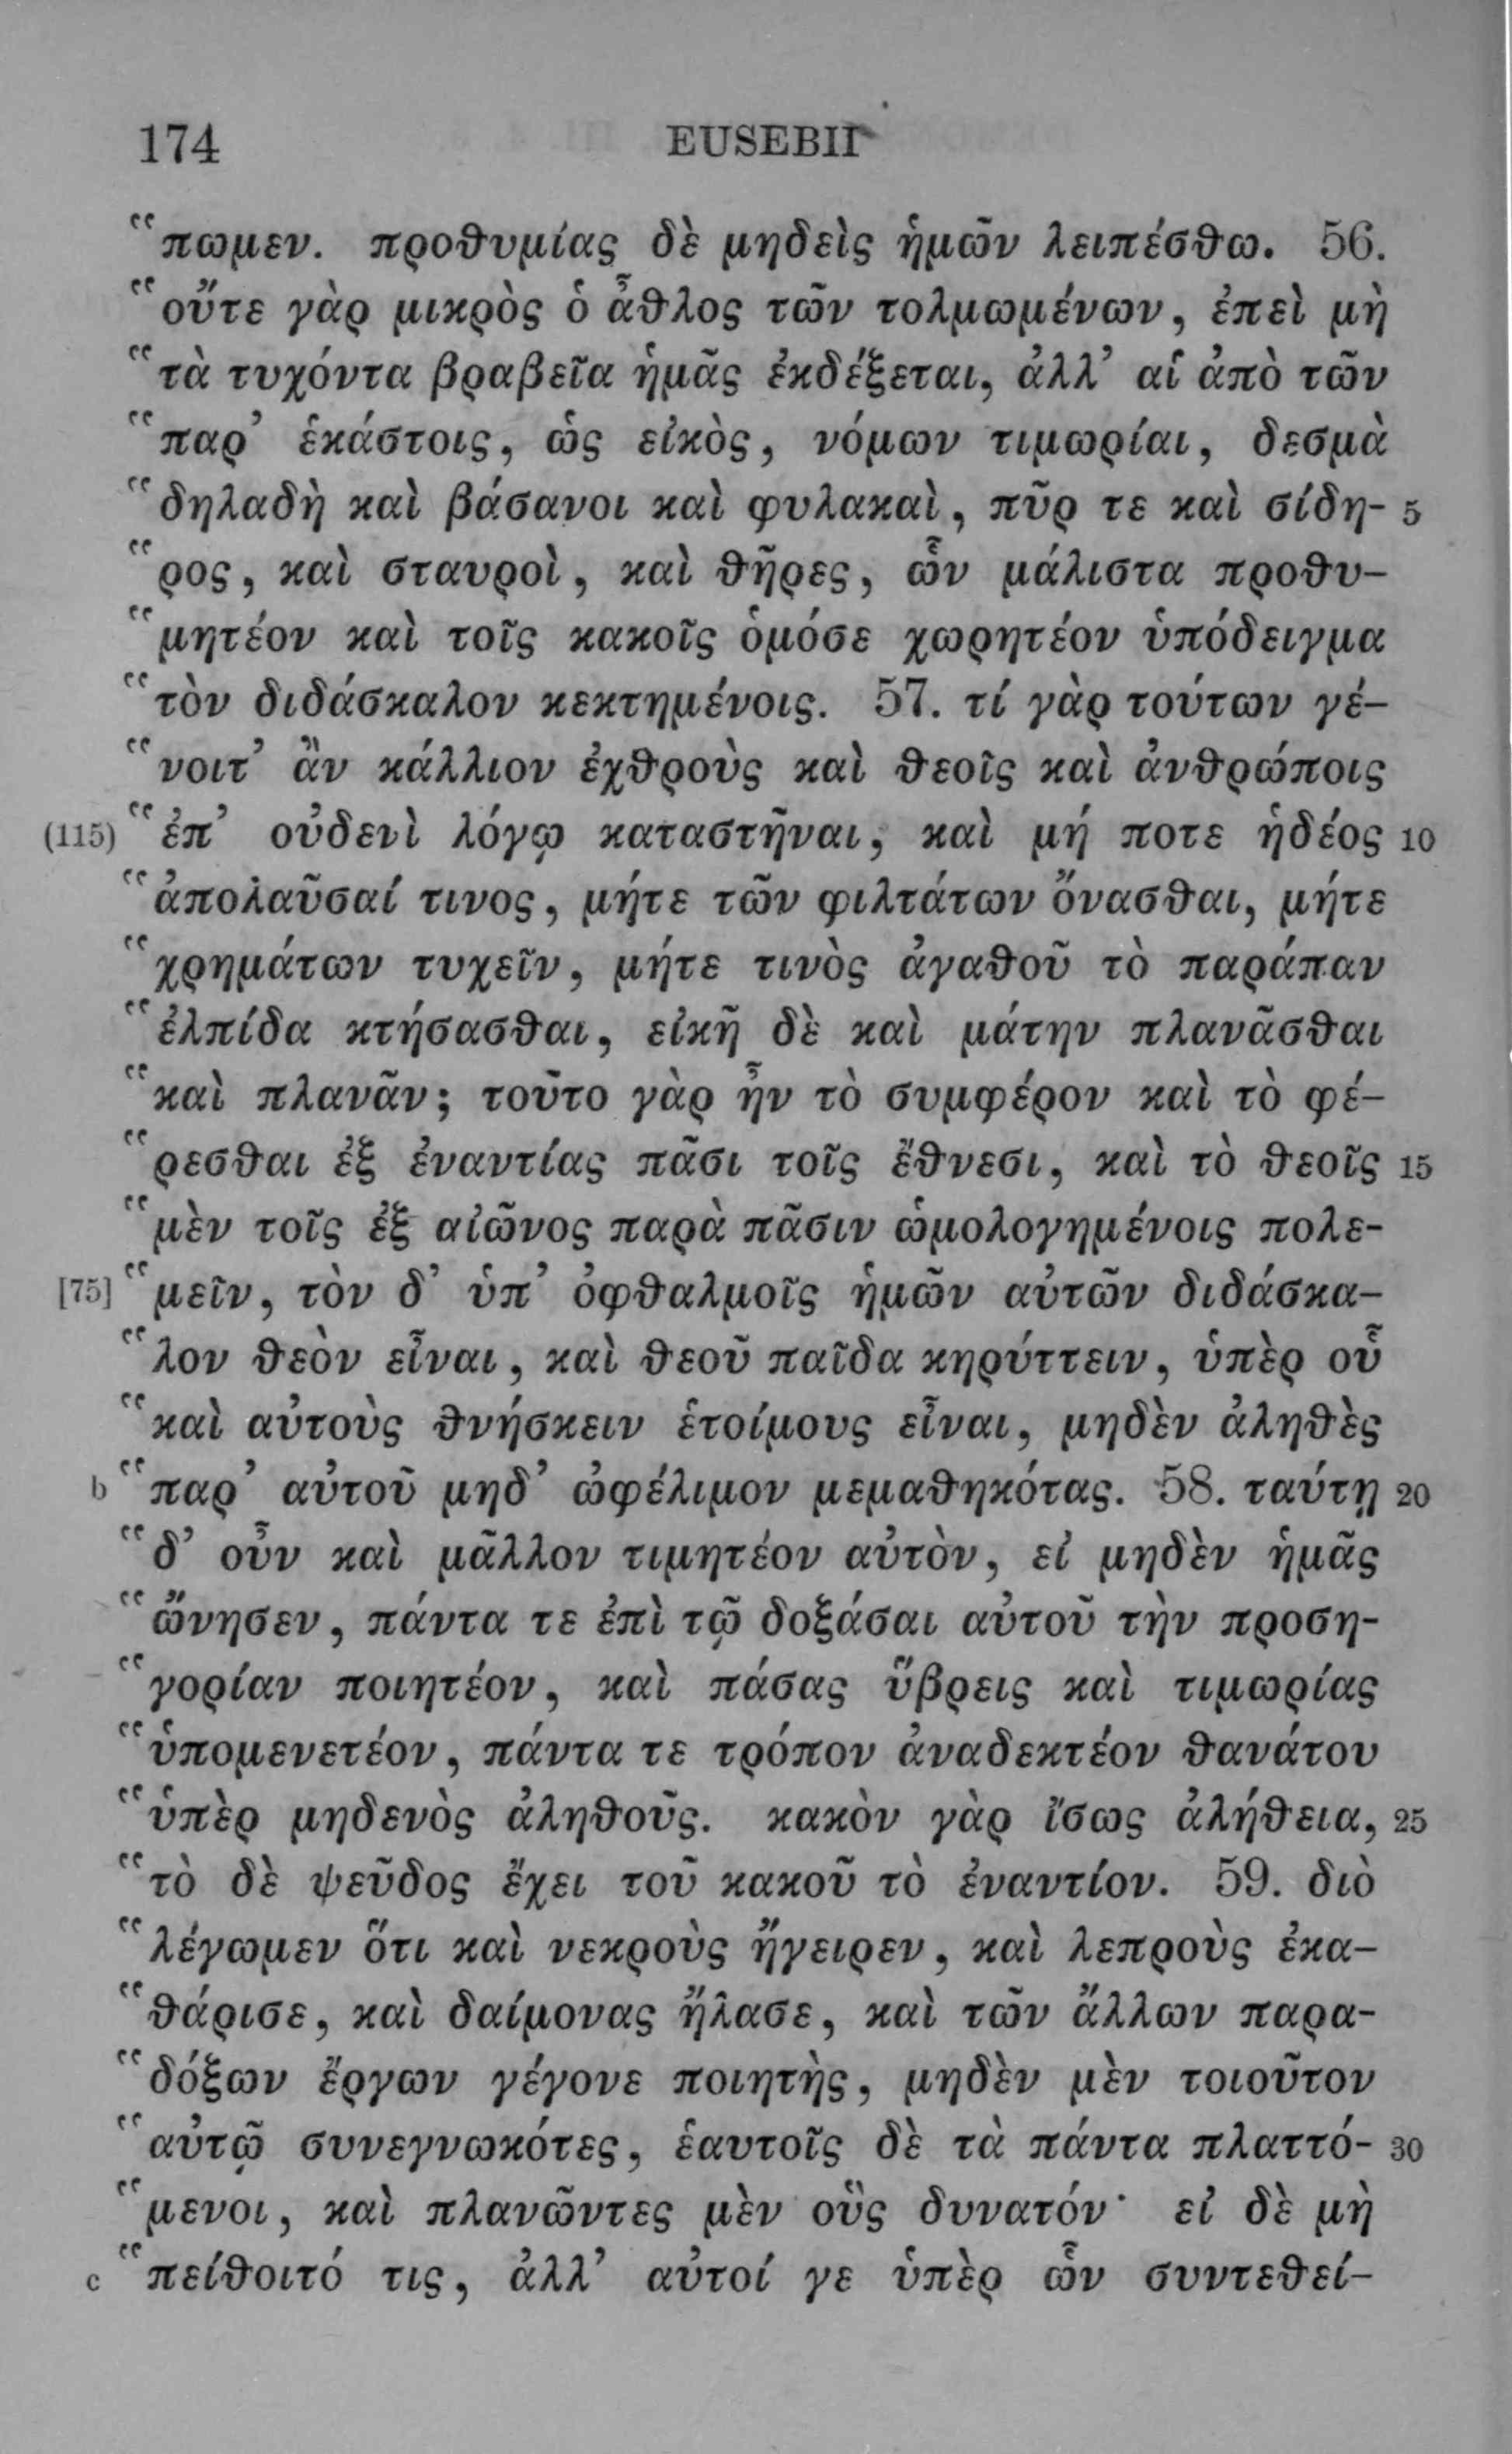 174 EUSEBII
“πωμεν. προθυμίας δὲ μηδεὶς ἡμῶν λειπέσθω. 56.
“οὔτε γὰρ μικρὸς ὁ ἆθλος τῶν τολμωμένων, ἐπεὶ μὴ
“τὰ τυχόντα βραβεῖα ἡμᾶς ἐκδέξεται, ἀλλ’ αἱ ἀπὸ τῶν
“παρ’ ἑκάστοις, ὡς εἰκὸς, νόμων τιμωρίαι, δεσμὰ
“δηλαδὴ καὶ βάσανοι καὶ φυλακαὶ, πῦρ τε καὶ σίδη- 5
“ρος, καὶ σταυροὶ, καὶ θῆρες, ὧν μάλιστα προθυ-
“μητέον καὶ τοῖς κακοῖς ὁμόσε χωρητέον ὑπόδειγμα
“τὸν διδάσκαλον κεκτημένοις. 57. τί γὰρ τούτων γέ-
“νοιτ’ ἂν κάλλιον ἐχθροὺς καὶ θεοῖς καὶ ἀνθρώποις
(115) “ἐπ’ οὐδενὶ λόγῳ καταστῆναι, καὶ μή ποτε ἡδέος 10
“ἀπολαῦσαί τινος, μήτε τῶν φιλτάτων ὄνασθαι, μήτε
“χρημάτων τυχεῖν, μήτε τινὸς ἀγαθοῦ τὸ παράπαν
“ἐλπίδα κτήσασθαι, εἰκῆ δὲ καὶ μάτην πλανᾶσθαι
“καὶ πλανᾶν; τοῦτο γὰρ ἦν τὸ συμφέρον καὶ τὸ φέ-
“ρεσθαι ἐξ ἐναντίας πᾶσι τοῖς ἔθνεσι, καὶ τὸ θεοῖς 15
“μὲν τοῖς ἐξ αἰῶνος παρὰ πᾶσιν ὡμολογημένοις πολε-
[75] “μεῖν, τὸν δ’ ὑπ’ ὀφθαλμοῖς ἡμῶν αὐτῶν διδάσκα-
“λον θεὸν εἶναι, καὶ θεοῦ παῖδα κηρύττειν, ὑπὲρ οὗ
“καὶ αὐτοὺς θνήσκειν ἑτοίμους εἶναι, μηδὲν ἀληθὲς
b “παρ’ αὐτοῦ μηδ’ ὠφέλιμον μεμαθηκότας. 58. ταύτῃ 20
“δ’ οὖν καὶ μᾶλλον τιμητέον αὐτὸν, εἰ μηδὲν ἡμᾶς
“ὤνησεν, πάντα τε ἐπὶ τῷ δοξάσαι αὐτοῦ τὴν προση-
“γορίαν ποιητέον, καὶ πάσας ὕβρεις καὶ τιμωρίας
“ὑπομενετέον, πάντα τε τρόπον ἀναδεκτέον θανάτου
“ὑπὲρ μηδενὸς ἀληθοῦς. κακὸν γὰρ ἴσως ἀλήθεια, 25
“τὸ δὲ ψεῦδος ἔχει τοῦ κακοῦ τὸ ἐναντίον. 59. διὸ
“λέγωμεν ὅτι καὶ νεκροὺς ἤγειρεν, καὶ λεπροὺς ἐκα-
“θάρισε, καὶ δαίμονας ἤλασε, καὶ τῶν ἄλλων παρα-
“δόξων ἔργων γέγονε ποιητὴς, μηδὲν μὲν τοιοῦτον
“αὐτῷ συνεγνωκότες, ἑαυτοῖς δὲ τὰ πάντα πλαττό- 30
“μενοι, καὶ πλανῶντες μὲν οὓς δυνατόν· εἰ δὲ μὴ
c “πείθοιτό τις, ἀλλ’ αὐτοί γε ὑπὲρ ὧν συντεθεί-